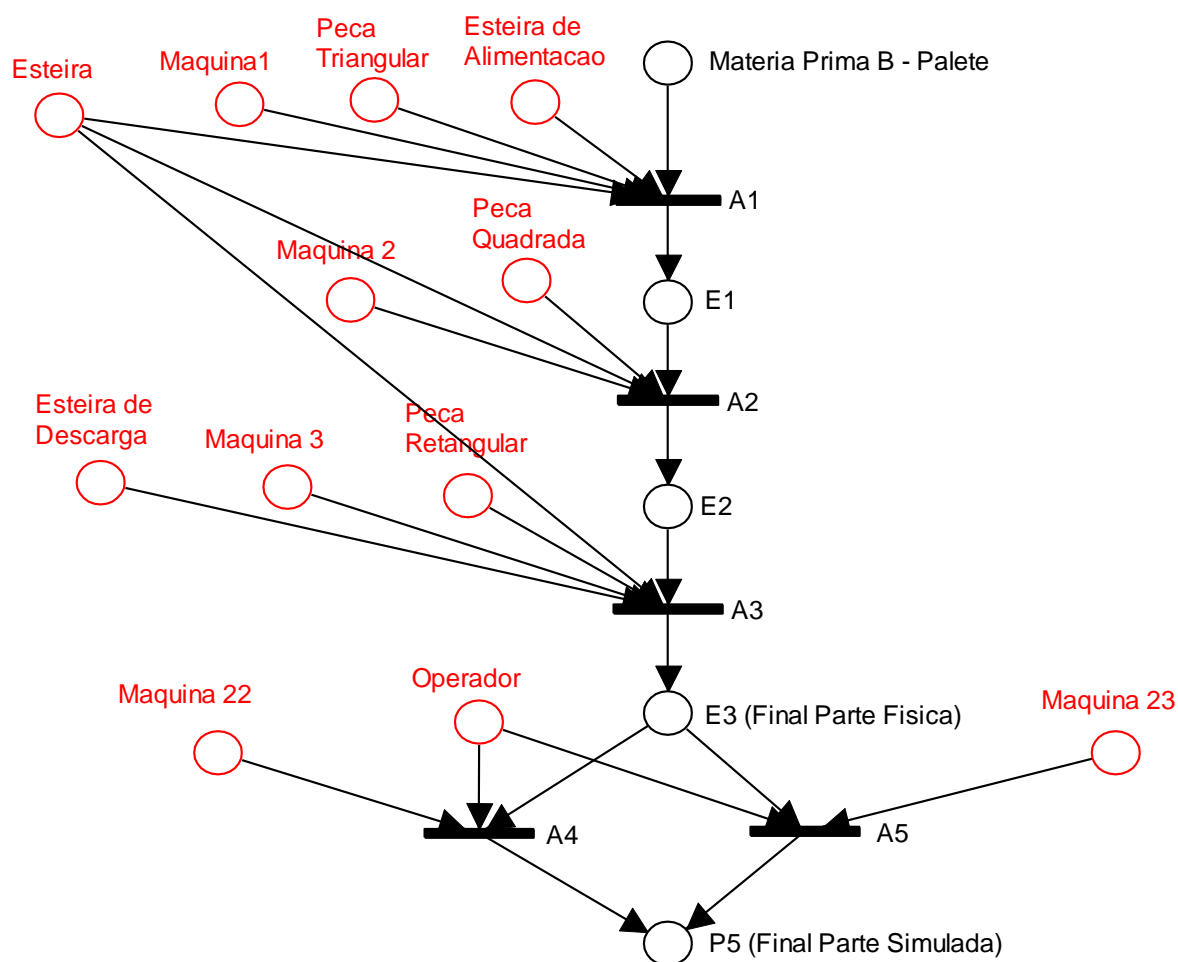 Esteira
Maquina1
Peca
Triangular
Esteira de
Alimentacao
Materia Prima B - Palete
A1
Peca
Quadrada
Maquina 2
E1
A2
Esteira de
Descarga
Maquina 3
Peca
Retangular
E2
A3
Maquina 22
Operador
E3 (Final Parte Fisica)
Maquina 23
A4
A5
P5 (Final Parte Simulada)